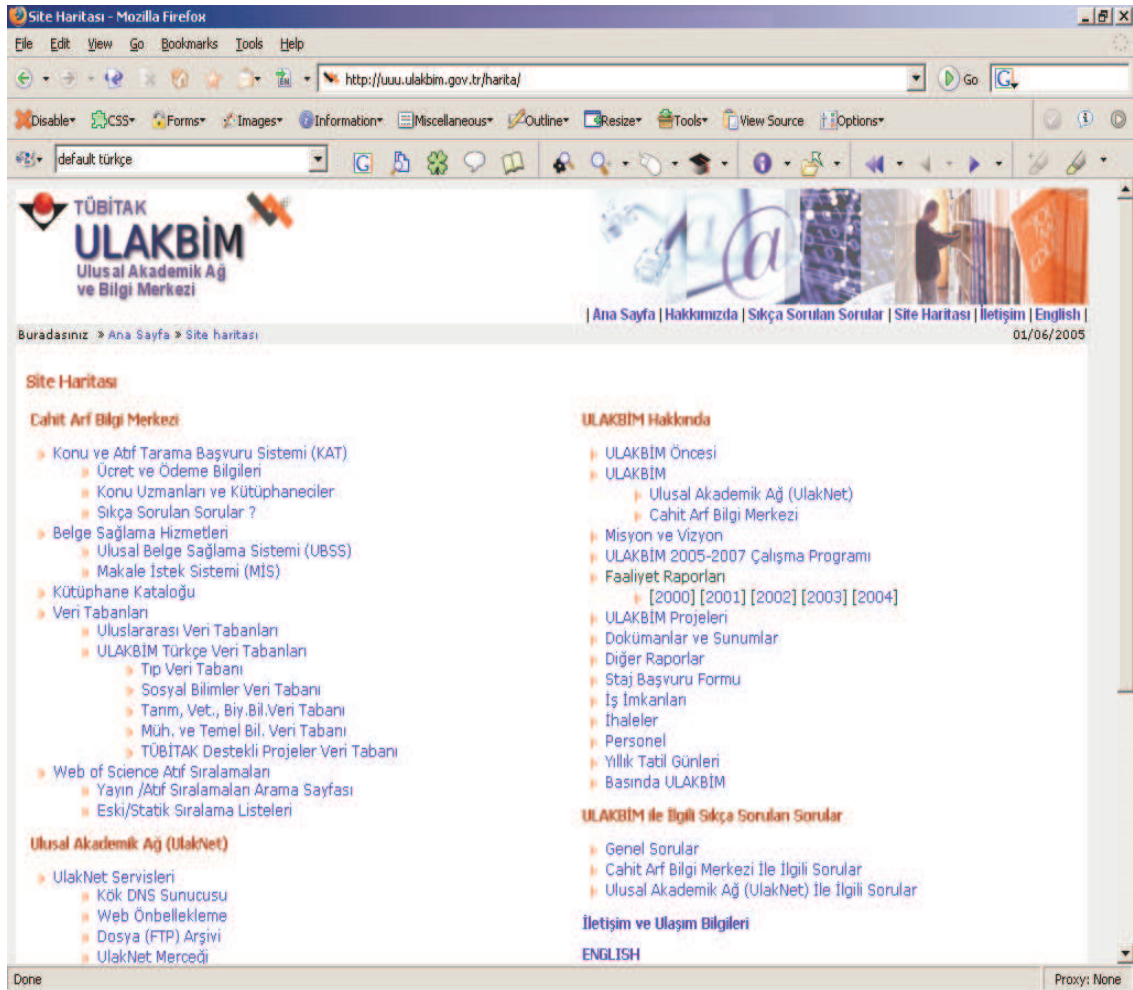 Site Haritası - Mozilla Firefox
File Edit View Go Bookmarks Tools Help
http://uuu.ulakbim.gov.tr/harita/ Go
Disable CSS Forms Images Information Miscellaneous Outline Resize Tools View Source Options
default türkçe
TÜBİTAK
ULAKBİM
Ulusal Akademik Ağ
ve Bilgi Merkezi
| Ana Sayfa | Hakkımızda | Sıkça Sorulan Sorular | Site Haritası | İletişim | English |
Buradasınız » Ana Sayfa » Site haritası 01/06/2005
Site Haritası
Cahit Arf Bilgi Merkezi
Konu ve Atıf Tarama Başvuru Sistemi (KAT)
Ücret ve Ödeme Bilgileri
Konu Uzmanları ve Kütüphaneciler
Sıkça Sorulan Sorular ?
Belge Sağlama Hizmetleri
Ulusal Belge Sağlama Sistemi (UBSS)
Makale İstek Sistemi (MİS)
Kütüphane Kataloğu
Veri Tabanları
Uluslararası Veri Tabanları
ULAKBİM Türkçe Veri Tabanları
Tıp Veri Tabanı
Sosyal Bilimler Veri Tabanı
Tarım, Vet., Biy.Bil.Veri Tabanı
Müh. ve Temel Bil. Veri Tabanı
TÜBİTAK Destekli Projeler Veri Tabanı
Web of Science Atıf Sıralamaları
Yayın /Atıf Sıralamaları Arama Sayfası
Eski/Statik Sıralama Listeleri
Ulusal Akademik Ağ (UlakNet)
UlakNet Servisleri
Kök DNS Sunucusu
Web Önbellekleme
Dosya (FTP) Arşivi
UlakNet Merceği
ULAKBİM Hakkında
ULAKBİM Öncesi
ULAKBİM
Ulusal Akademik Ağ (UlakNet)
Cahit Arf Bilgi Merkezi
Misyon ve Vizyon
ULAKBİM 2005-2007 Çalışma Programı
Faaliyet Raporları
[2000] [2001] [2002] [2003] [2004]
ULAKBİM Projeleri
Dokümanlar ve Sunumlar
Diğer Raporlar
Staj Başvuru Formu
İş İmkanları
İhaleler
Personel
Yıllık Tatil Günleri
Basında ULAKBİM
ULAKBİM ile İlgili Sıkça Sorulan Sorular
Genel Sorular
Cahit Arf Bilgi Merkezi İle İlgili Sorular
Ulusal Akademik Ağ (UlakNet) İle İlgili Sorular
İletişim ve Ulaşım Bilgileri
ENGLISH
Done Proxy: None